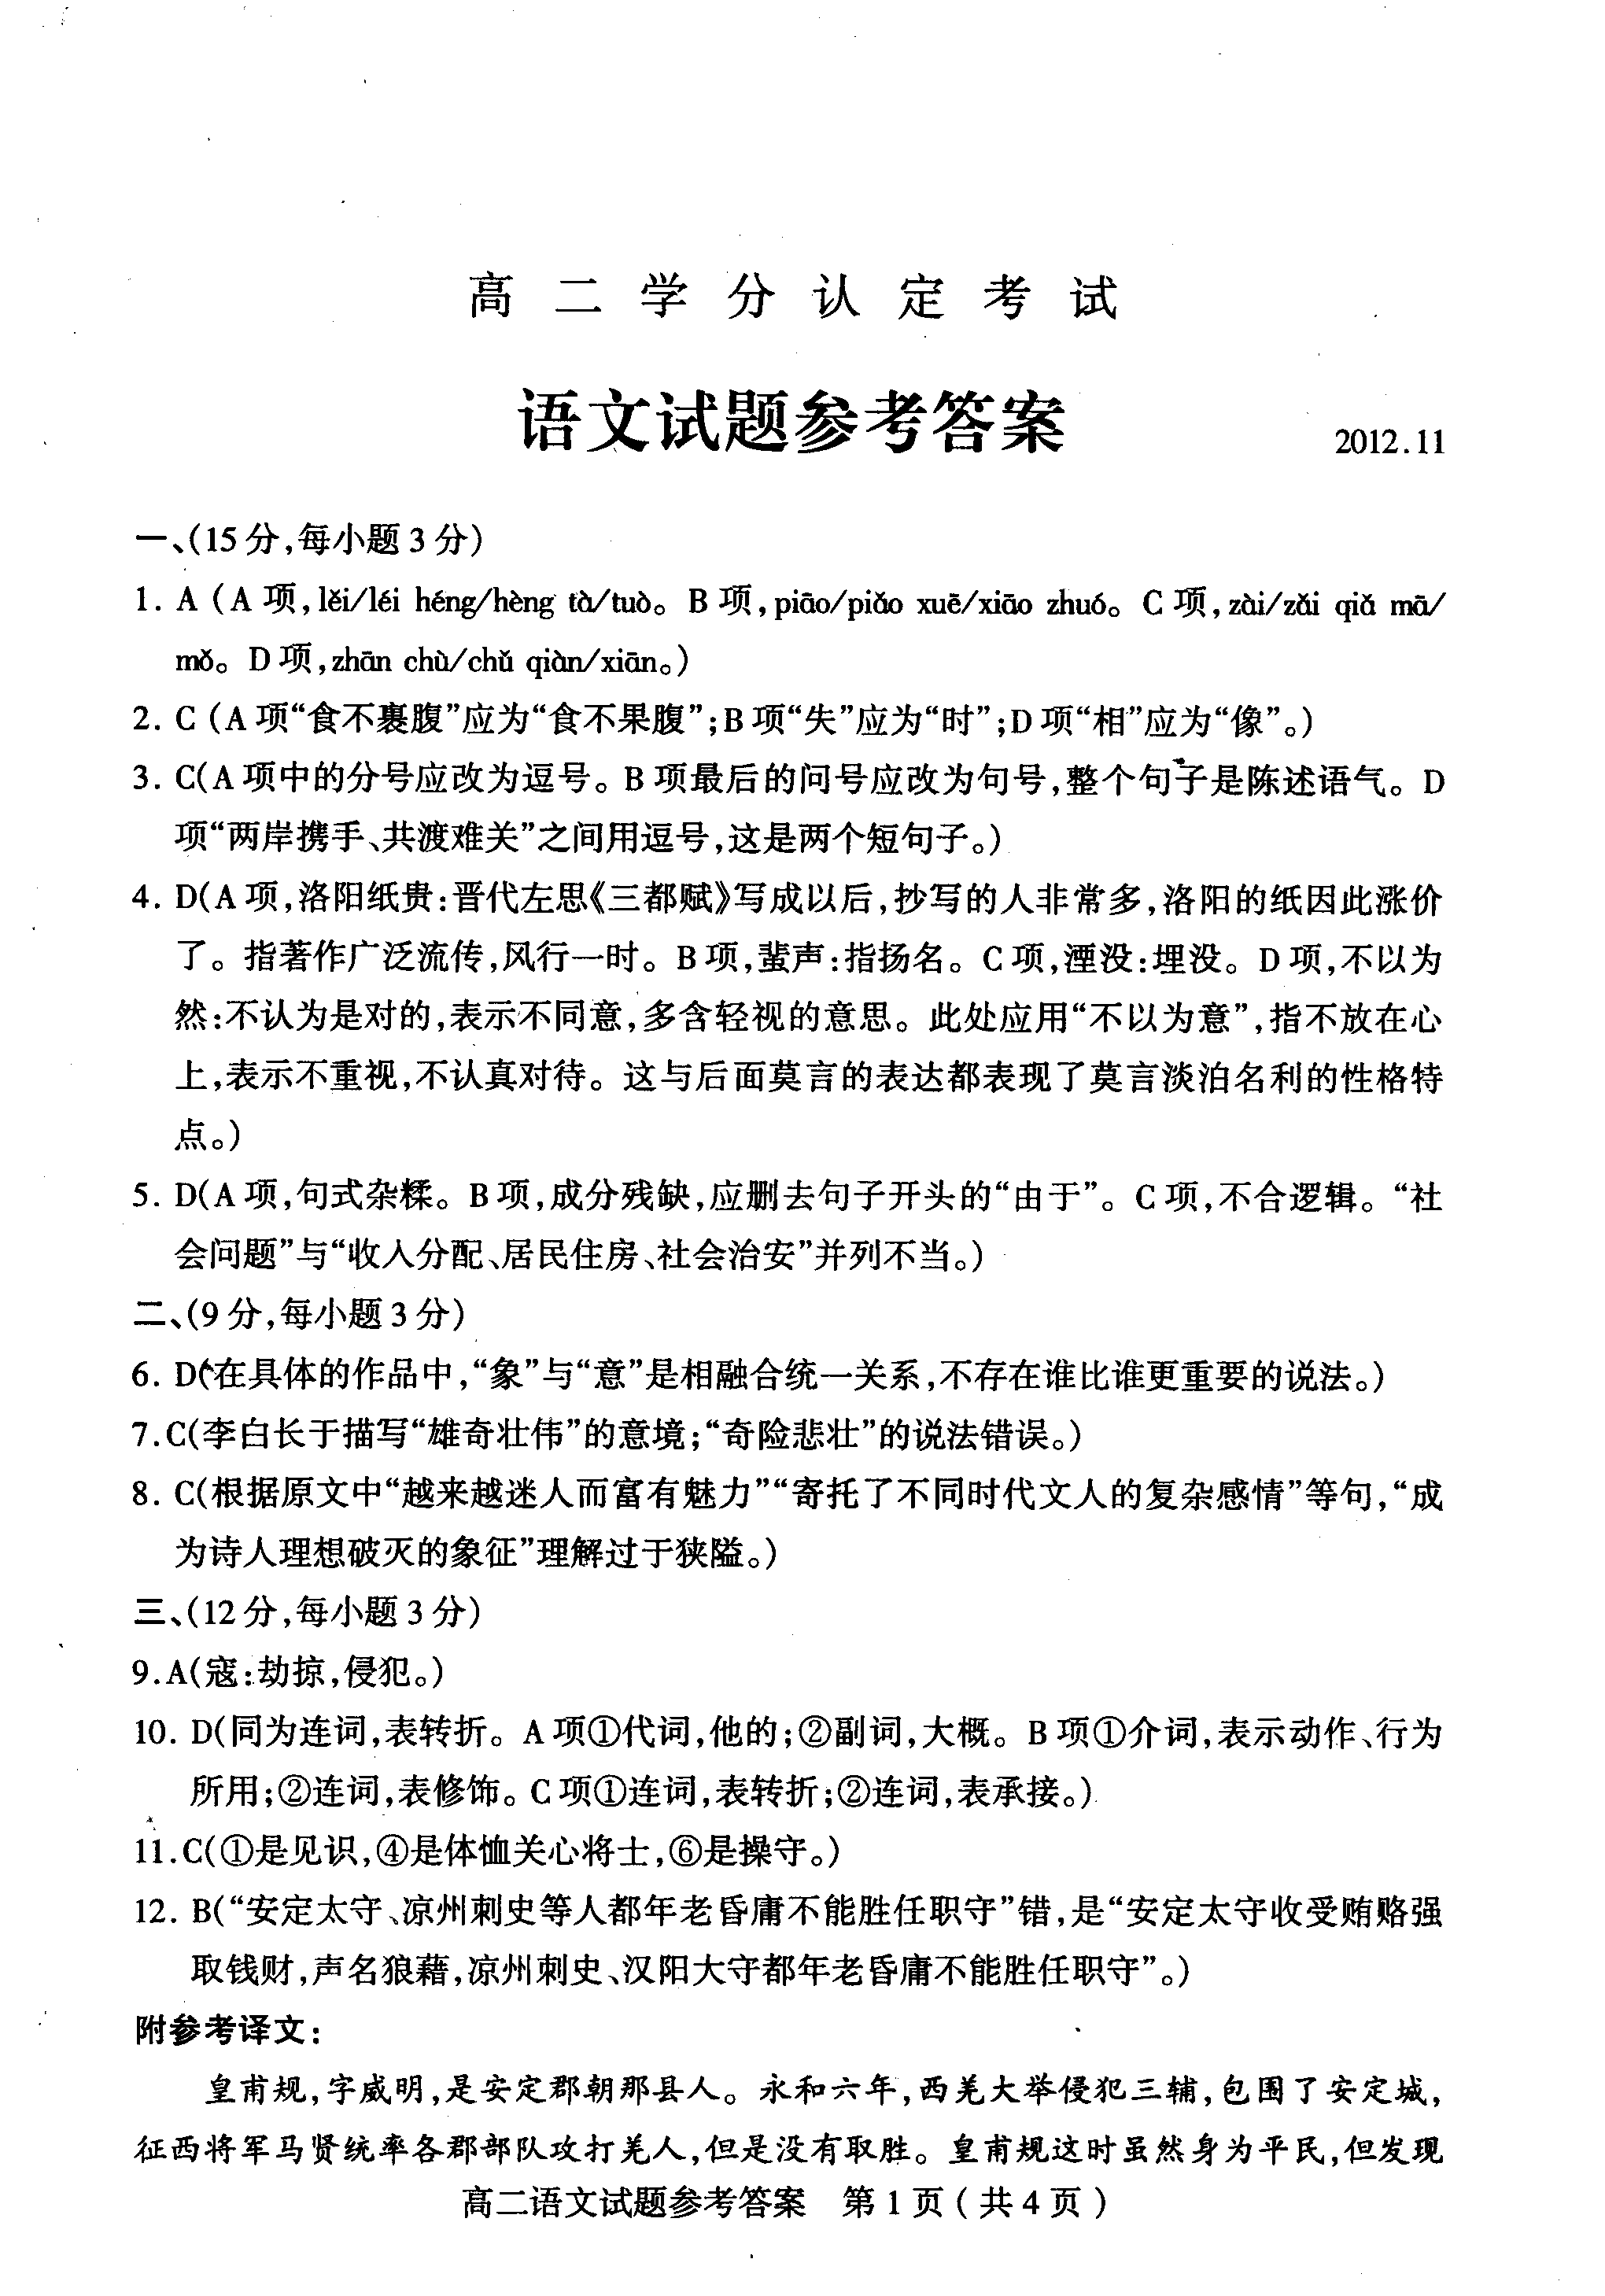 高二学分认定考试
语文试题参考答案
2012.11
一、(15分,每小题3分)
1. A (A项,lěi/léi héng/hèng tà/tuò。B项,piāo/piǎo xuē/xiāo zhuó。C项,zài/zǎi qiǎ mā/
mǒ。D项,zhān chù/chǔ qiàn/xiān。)
2. C (A项“食不裹腹”应为“食不果腹”;B项“失”应为“时”;D项“相”应为“像”。)
3. C(A项中的分号应改为逗号。B项最后的问号应改为句号,整个句子是陈述语气。D
项“两岸携手、共渡难关”之间用逗号,这是两个短句子。)
4. D(A项,洛阳纸贵:晋代左思《三都赋》写成以后,抄写的人非常多,洛阳的纸因此涨价
了。指著作广泛流传,风行一时。B项,蜚声:指扬名。C项,湮没:埋没。D项,不以为
然:不认为是对的,表示不同意,多含轻视的意思。此处应用“不以为意”,指不放在心
上,表示不重视,不认真对待。这与后面莫言的表达都表现了莫言淡泊名利的性格特
点。)
5. D(A项,句式杂糅。B项,成分残缺,应删去句子开头的“由于”。C项,不合逻辑。“社
会问题”与“收入分配、居民住房、社会治安”并列不当。)
二、(9分,每小题3分)
6. D(在具体的作品中,“象”与“意”是相融合统一关系,不存在谁比谁更重要的说法。)
7.C(李白长于描写“雄奇壮伟”的意境;“奇险悲壮”的说法错误。)
8. C(根据原文中“越来越迷人而富有魅力”“寄托了不同时代文人的复杂感情”等句,“成
为诗人理想破灭的象征”理解过于狭隘。)
三、(12分,每小题3分)
9.A(寇:劫掠,侵犯。)
10. D(同为连词,表转折。A项①代词,他的;②副词,大概。B项①介词,表示动作、行为
所用;②连词,表修饰。C项①连词,表转折;②连词,表承接。)
11.C(①是见识,④是体恤关心将士,⑥是操守。)
12. B(“安定太守、凉州刺史等人都年老昏庸不能胜任职守”错,是“安定太守收受贿赂强
取钱财,声名狼藉,凉州刺史、汉阳大守都年老昏庸不能胜任职守”。)
附参考译文:
皇甫规,字威明,是安定郡朝那县人。永和六年,西羌大举侵犯三辅,包围了安定城,
征西将军马贤统率各郡部队攻打羌人,但是没有取胜。皇甫规这时虽然身为平民,但发现
高二语文试题参考答案 第1页(共4页)